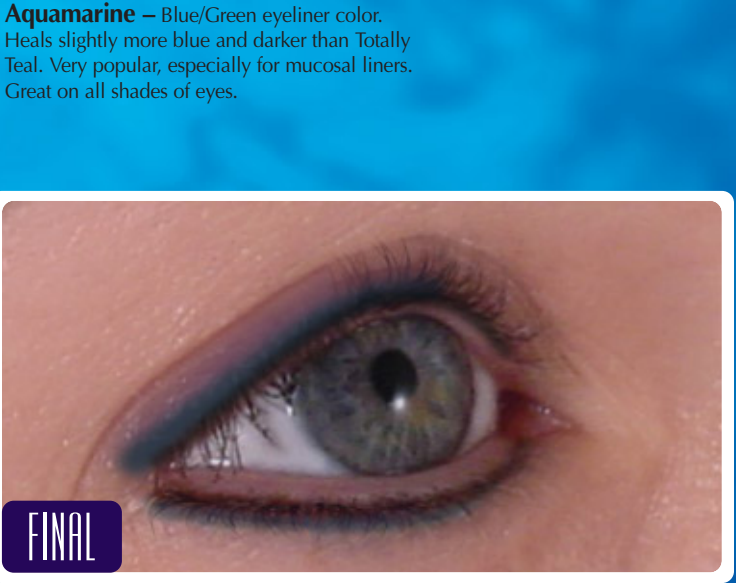 Aquamarine – Blue/Green eyeliner color.
Heals slightly more blue and darker than Totally
Teal. Very popular, especially for mucosal liners.
Great on all shades of eyes.
FINAL